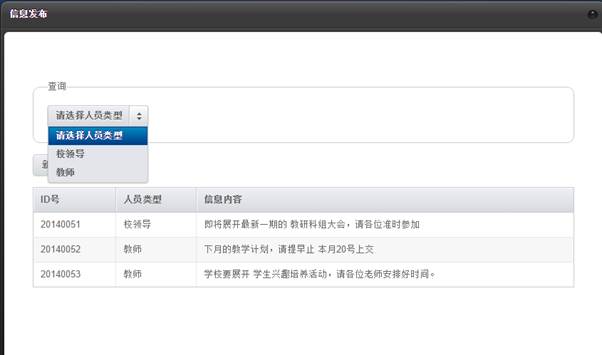 信息发布
查询
请选择人员类型
请选择人员类型
校领导
教师
ID号 人员类型 信息内容
20140051 校领导 即将展开最新一期的 教研科组大会，请各位准时参加
20140052 教师 下月的教学计划，请提早止 本月20号上交
20140053 教师 学校要展开 学生兴趣培养活动，请各位老师安排好时间。